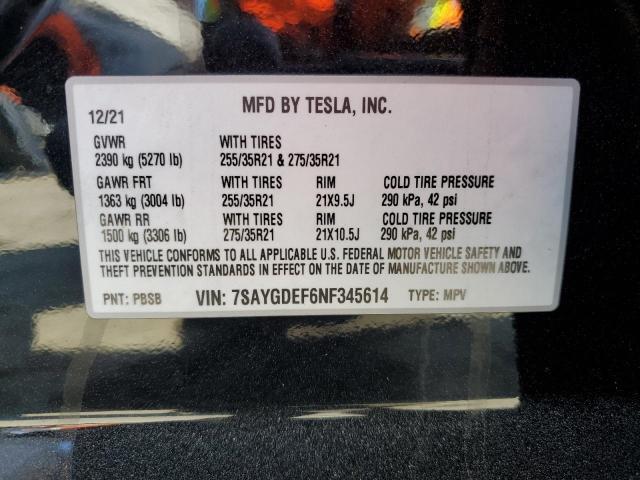 12/21 MFD BY TESLA, INC.
GVWR WITH TIRES
2390 kg (5270 lb) 255/35R21 & 275/35R21
GAWR FRT WITH TIRES RIM COLD TIRE PRESSURE
1363 kg (3004 lb) 255/35R21 21X9.5J 290 kPa, 42 psi
GAWR RR WITH TIRES RIM COLD TIRE PRESSURE
1500 kg (3306 lb) 275/35R21 21X10.5J 290 kPa, 42 psi
THIS VEHICLE CONFORMS TO ALL APPLICABLE U.S. FEDERAL MOTOR VEHICLE SAFETY AND
THEFT PREVENTION STANDARDS IN EFFECT ON THE DATE OF MANUFACTURE SHOWN ABOVE.
PNT: PBSB VIN: 7SAYGDEF6NF345614 TYPE: MPV